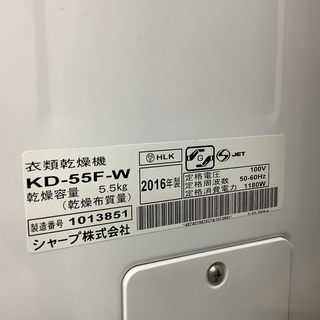 衣類乾燥機
KD-55F-W
乾燥容量 5.5kg
(乾燥布質量)
製造番号 1013851
シャープ株式会社
HLK
2016年製
G
S JET
定格電圧 100V
定格周波数 50-60Hz
定格消費電力 1180W